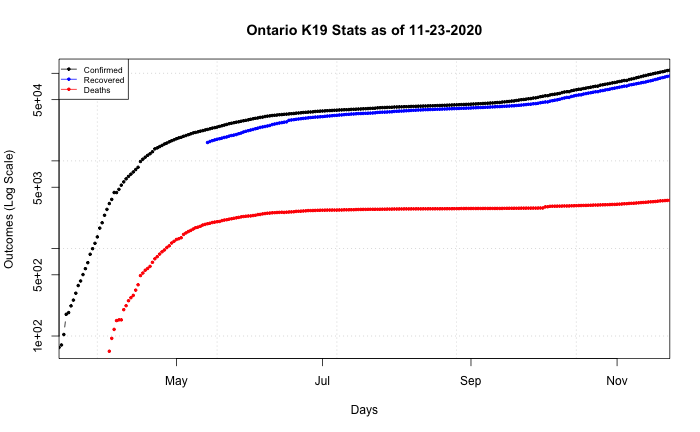 Ontario K19 Stats as of 11-23-2020
Confirmed
Recovered
Deaths
Outcomes (Log Scale)
5e+04
5e+03
5e+02
1e+02
May Jul Sep Nov
Days